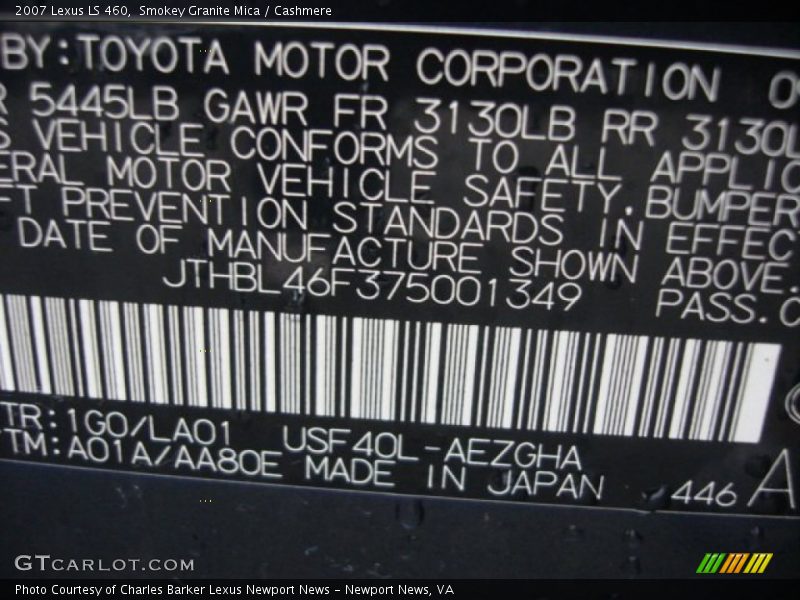 2007 Lexus LS 460, Smokey Granite Mica / Cashmere
BY:TOYOTA MOTOR CORPORATION 0
R 5445LB GAWR FR 3130LB RR 3130L
S VEHICLE CONFORMS TO ALL APPLIC
ERAL MOTOR VEHICLE SAFETY,BUMPER
FT PREVENTION STANDARDS IN EFFEC
DATE OF MANUFACTURE SHOWN ABOVE.
JTHBL46F375001349 PASS.C
TR:1G0/LA01 USF40L-AEZGHA
TM:A01A/AA80E MADE IN JAPAN 446 A
GTCARLOT.COM
Photo Courtesy of Charles Barker Lexus Newport News – Newport News, VA